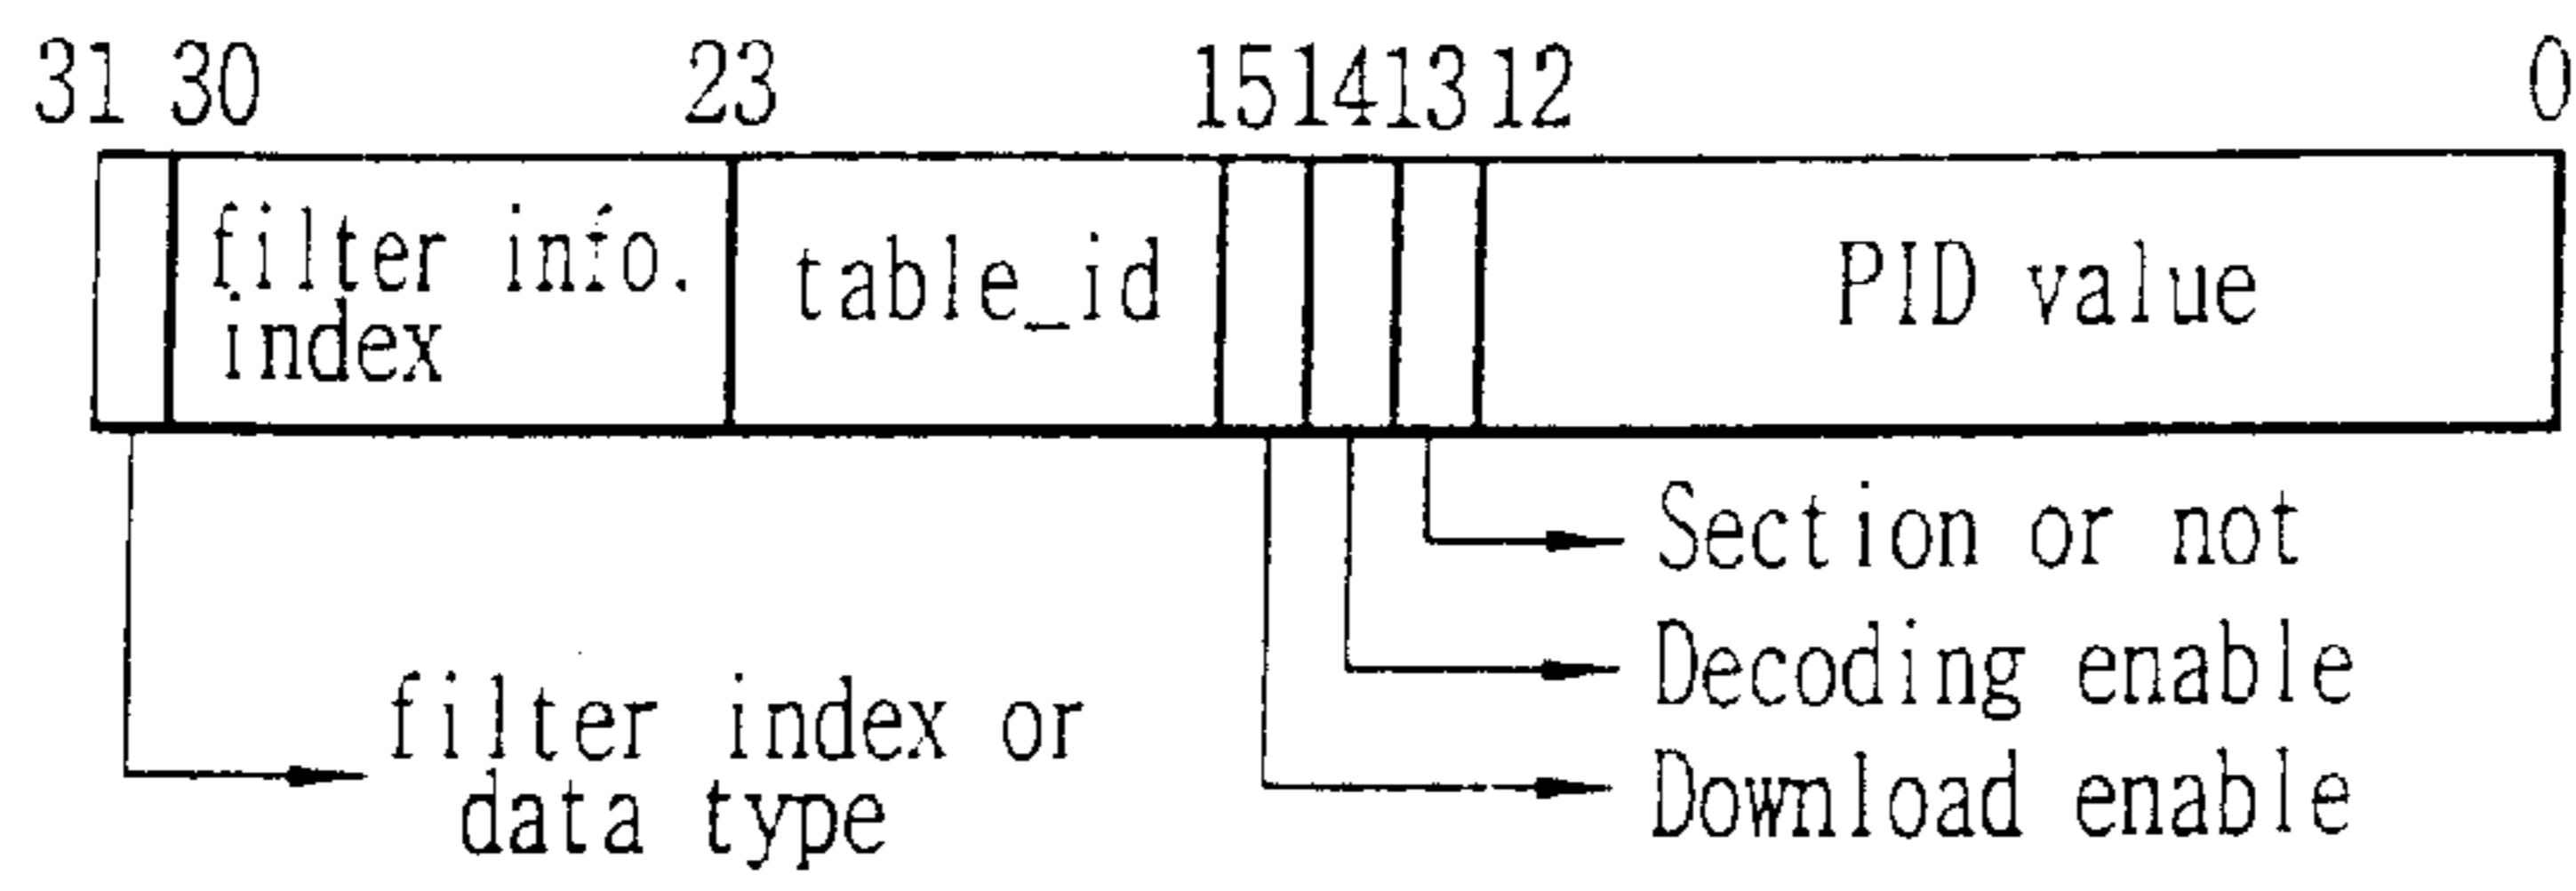 31 30 23 15 14 13 12 0
filter info.
index
table_id
PID value
Section or not
Decoding enable
filter index or
data type
Download enable